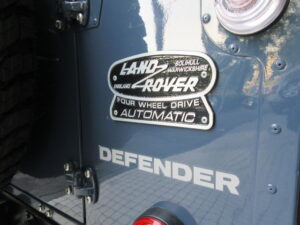 LAND ROVER
SOLIHULL
WARWICKSHIRE
ENGLAND
FOUR WHEEL DRIVE
AUTOMATIC
DEFENDER